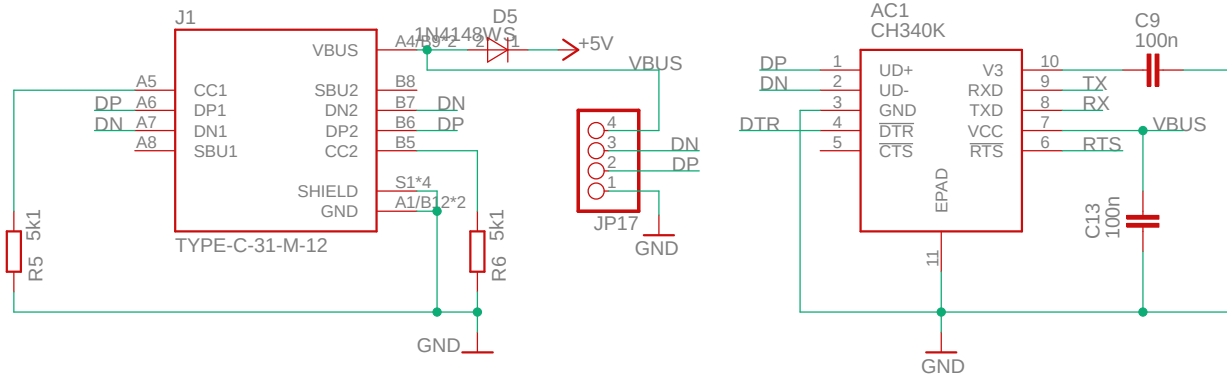 J1
D5
1N4148WS
VBUS
A4/B9*2
2
1
+5V
VBUS
A5
CC1
SBU2
B8
DP
A6
DP1
DN2
B7
DN
DN
A7
DN1
DP2
B6
DP
A8
SBU1
CC2
B5
SHIELD
S1*4
GND
A1/B12*2
TYPE-C-31-M-12
5k1
R5
5k1
R6
GND
4
3
DN
2
DP
1
JP17
GND
AC1
CH340K
C9
100n
DP
1
UD+
V3
10
DN
2
UD-
RXD
9
TX
3
GND
TXD
8
RX
DTR
4
DTR
VCC
7
VBUS
5
CTS
RTS
6
RTS
EPAD
11
C13
100n
GND